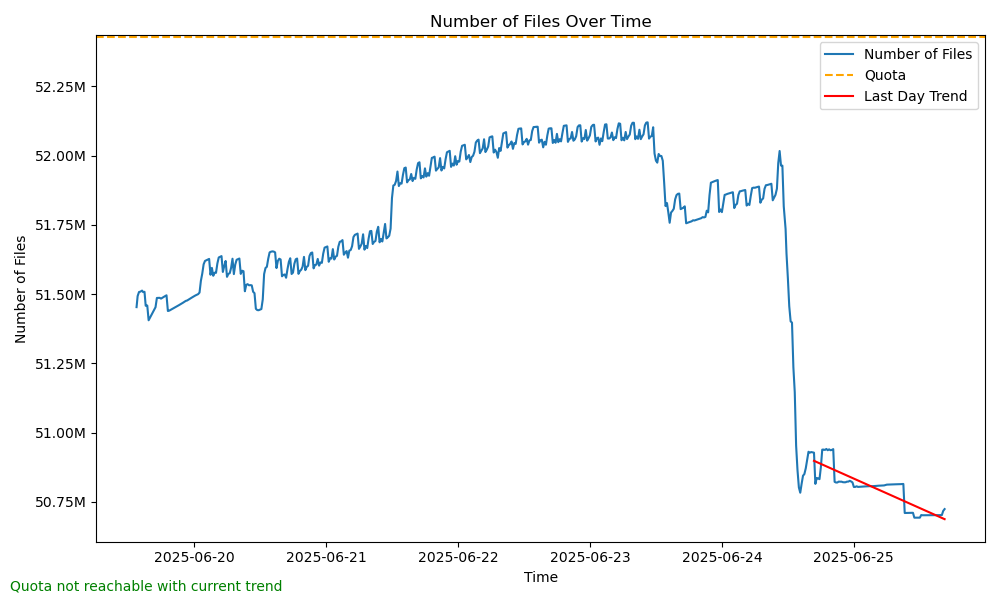 Number of Files Over Time
Number of Files
Quota
Last Day Trend
52.25M
52.00M
51.75M
51.50M
51.25M
51.00M
50.75M
Number of Files
2025-06-20
2025-06-21
2025-06-22
2025-06-23
2025-06-24
2025-06-25
Time
Quota not reachable with current trend